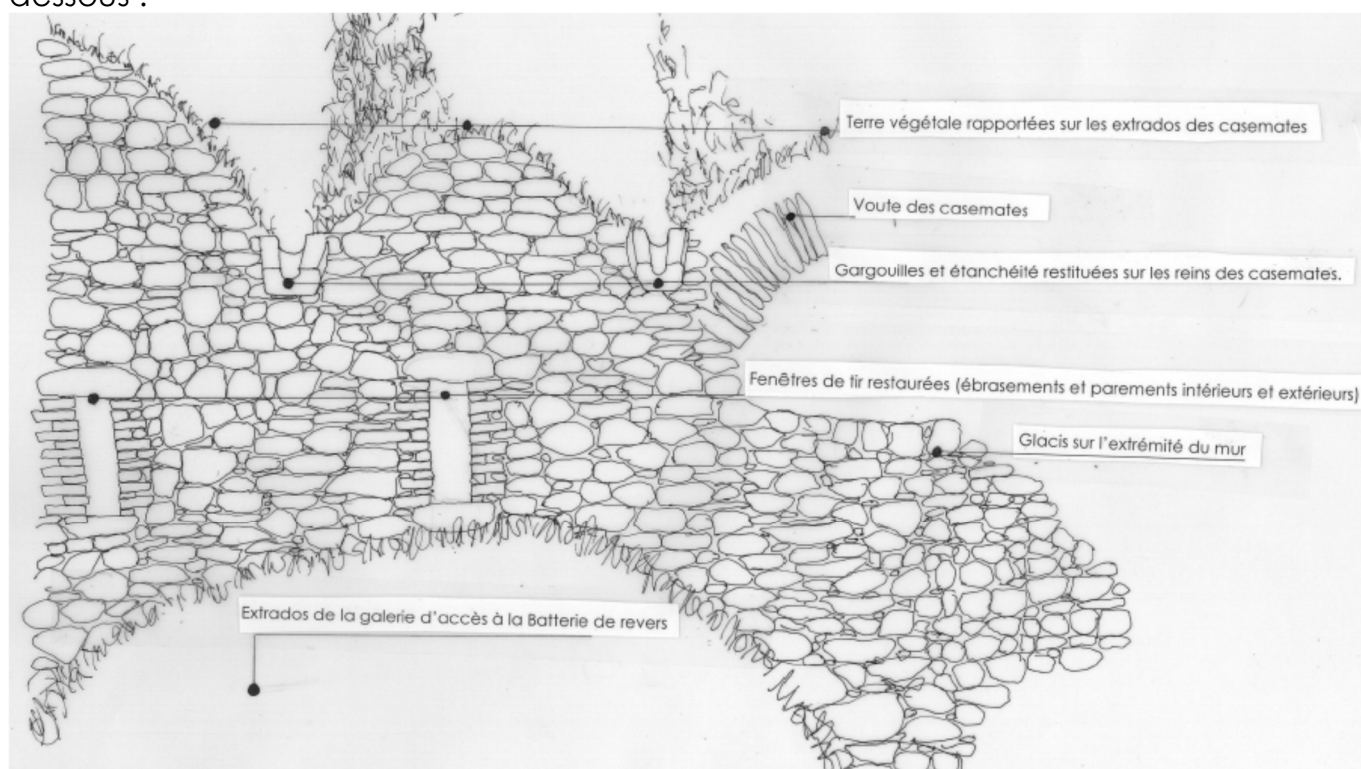 dessous :
Terre végétale rapportées sur les extrados des casemates
Voute des casemates
Gargouilles et étanchéité restituées sur les reins des casemates.
Fenêtres de tir restaurées (ébrasements et parements intérieurs et extérieurs)
Glacis sur l'extrémité du mur
Extrados de la galerie d'accès à la Batterie de revers